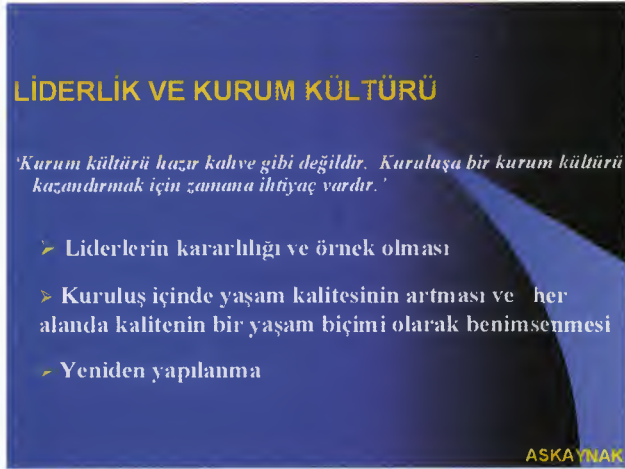 LİDERLİK VE KURUM KÜLTÜRÜ
'Kurum kültürü hazır kahve gibi değildir. Kuruluşa bir kurum kültürü
kazandırmak için zamana ihtiyaç vardır.'
➢ Liderlerin kararlılığı ve örnek olması
➢ Kuruluş içinde yaşam kalitesinin artması ve her
alanda kalitenin bir yaşam biçimi olarak benimsenmesi
➢ Yeniden yapılanma
ASKAYNAK